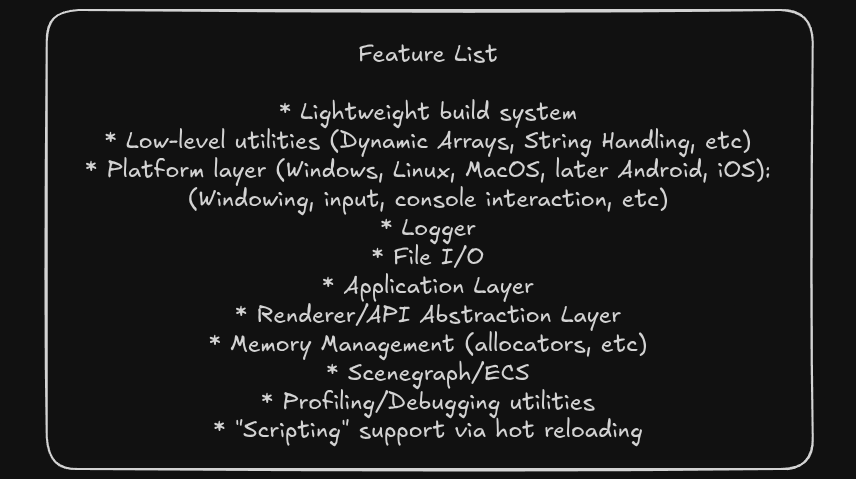 Feature List
* Lightweight build system
* Low-level utilities (Dynamic Arrays, String Handling, etc)
* Platform layer (Windows, Linux, MacOS, later Android, iOS):
(Windowing, input, console interaction, etc)
* Logger
* File I/O
* Application Layer
* Renderer/API Abstraction Layer
* Memory Management (allocators, etc)
* Scenegraph/ECS
* Profiling/Debugging utilities
* "Scripting" support via hot reloading